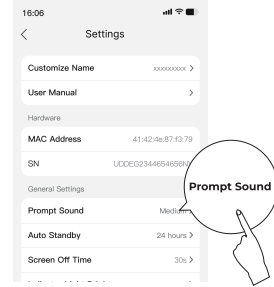 16:06
Settings
Customize Name xxxxxxxxx
User Manual
Hardware
MAC Address 41:42:4e:87:f3:79
SN UDDEG2344654656N
General Settings
Prompt Sound Medium
Prompt Sound
Auto Standby 24 hours
Screen Off Time 30s